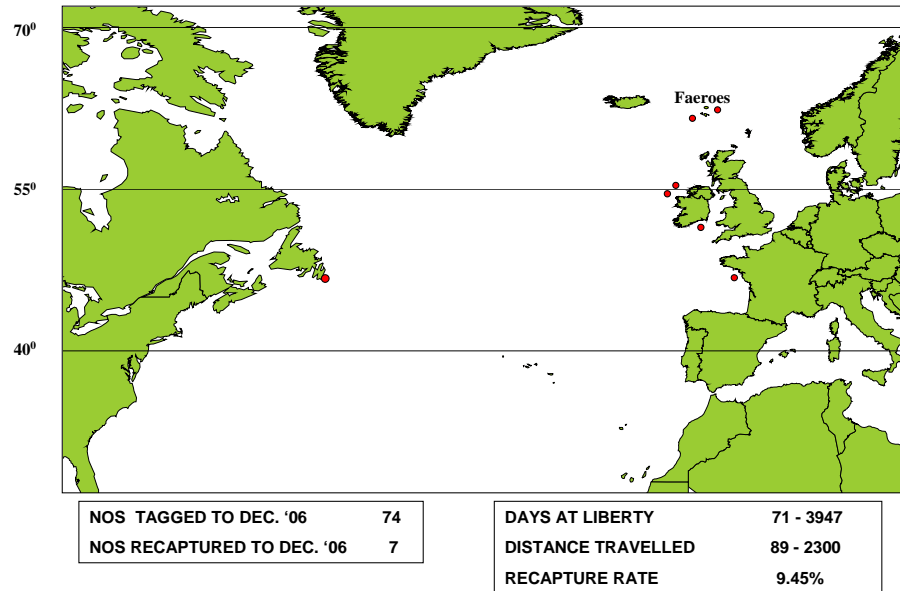 70⁰
Faeroes
55⁰
40⁰
NOS TAGGED TO DEC. ‘06 74
NOS RECAPTURED TO DEC. ‘06 7
DAYS AT LIBERTY 71 - 3947
DISTANCE TRAVELLED 89 - 2300
RECAPTURE RATE 9.45%